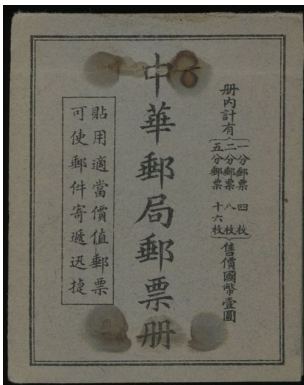 册內計有
一分郵票 四枚
二分郵票 八枚
五分郵票 十六枚
售價國幣壹圓
中華郵局郵票册
貼用適當價值郵票
可使郵件寄遞迅捷